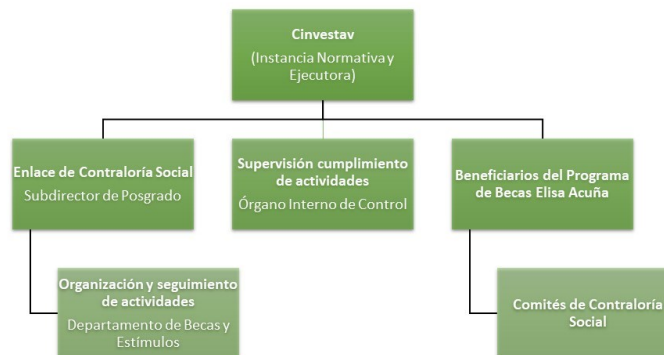 Cinvestav
(Instancia Normativa y
Ejecutora)
Enlace de Contraloría Social
Subdirector de Posgrado
Supervisión cumplimiento
de actividades
Órgano Interno de Control
Beneficiarios del Programa
de Becas Elisa Acuña
Organización y seguimiento
de actividades
Departamento de Becas y
Estímulos
Comités de Contraloría
Social